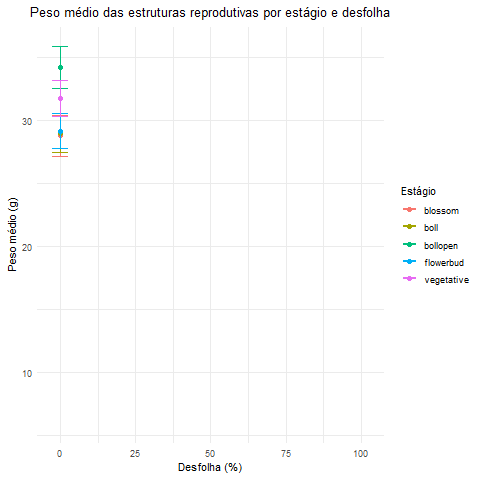 Peso médio das estruturas reprodutivas por estágio e desfolha
Peso médio (g)
30
20
10
0
25
50
75
100
Desfolha (%)
Estágio
blossom
boll
bollopen
flowerbud
vegetative